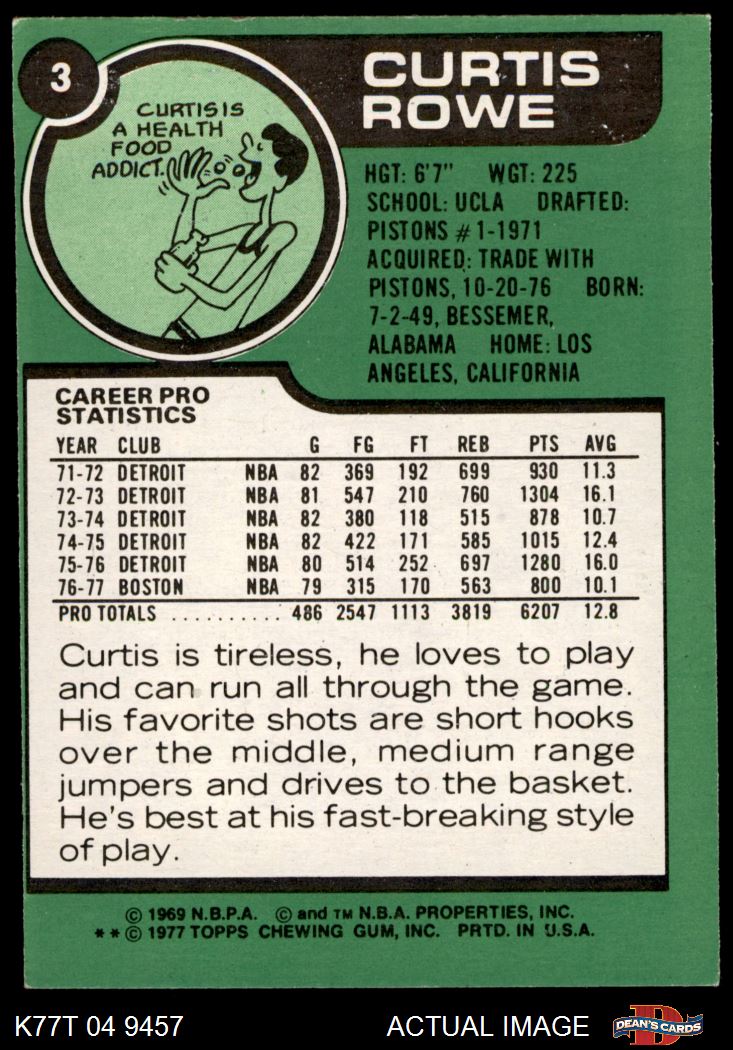 3
CURTIS
ROWE
CURTIS IS
A HEALTH
FOOD
ADDICT.
HGT: 6'7" WGT: 225
SCHOOL: UCLA DRAFTED:
PISTONS #1-1971
ACQUIRED: TRADE WITH
PISTONS, 10-20-76 BORN:
7-2-49, BESSEMER,
ALABAMA HOME: LOS
ANGELES, CALIFORNIA
CAREER PRO
STATISTICS
YEAR CLUB G FG FT REB PTS AVG
71-72 DETROIT NBA 82 369 192 699 930 11.3
72-73 DETROIT NBA 81 547 210 760 1304 16.1
73-74 DETROIT NBA 82 380 118 515 878 10.7
74-75 DETROIT NBA 82 422 171 585 1015 12.4
75-76 DETROIT NBA 80 514 252 697 1280 16.0
76-77 BOSTON NBA 79 315 170 563 800 10.1
PRO TOTALS .......... 486 2547 1113 3819 6207 12.8
Curtis is tireless, he loves to play
and can run all through the game.
His favorite shots are short hooks
over the middle, medium range
jumpers and drives to the basket.
He's best at his fast-breaking style
of play.
© 1969 N.B.P.A. © and TM N.B.A. PROPERTIES, INC.
**© 1977 TOPPS CHEWING GUM, INC. PRTD. IN U.S.A.
K77T 04 9457 ACTUAL IMAGE DEAN'S CARDS